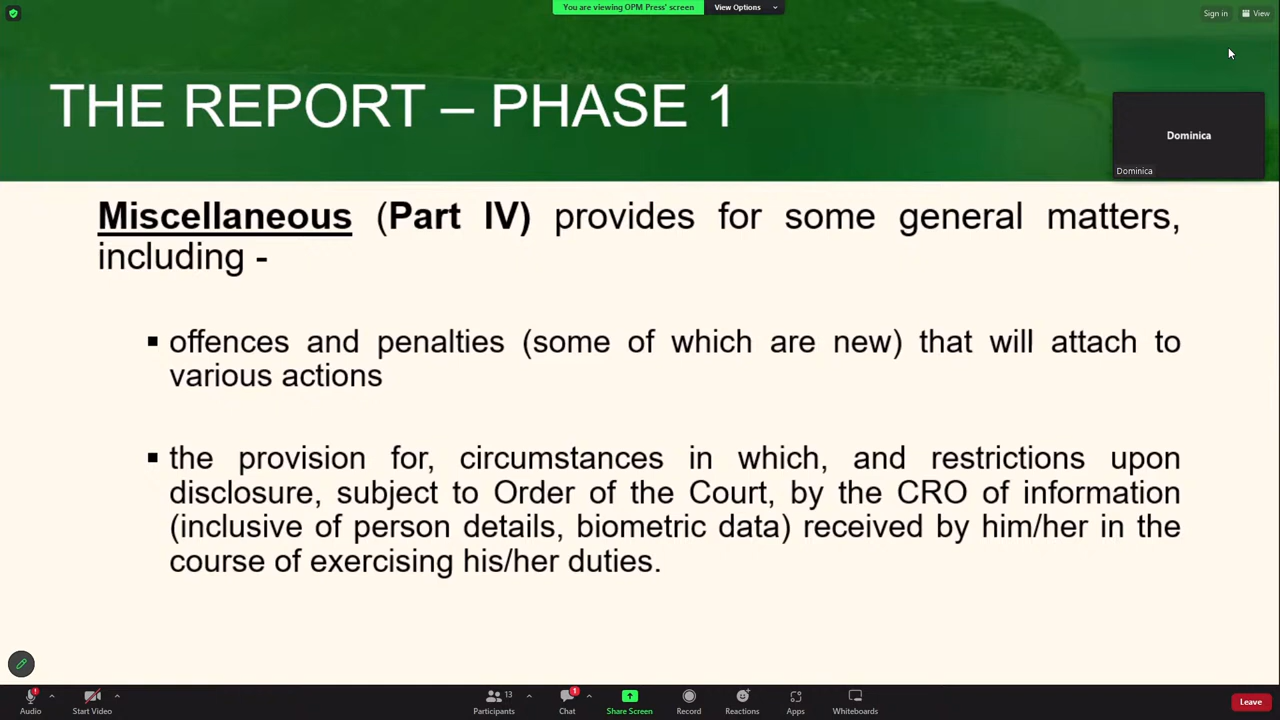 You are viewing OPM Press' screen
View Options
Sign in
View
THE REPORT – PHASE 1
Dominica
Dominica
Miscellaneous (Part IV) provides for some general matters,
including -
▪ offences and penalties (some of which are new) that will attach to
various actions
▪ the provision for, circumstances in which, and restrictions upon
disclosure, subject to Order of the Court, by the CRO of information
(inclusive of person details, biometric data) received by him/her in the
course of exercising his/her duties.
Audio
Start Video
Participants
13
Chat
1
Share Screen
Record
Reactions
Apps
Whiteboards
Leave